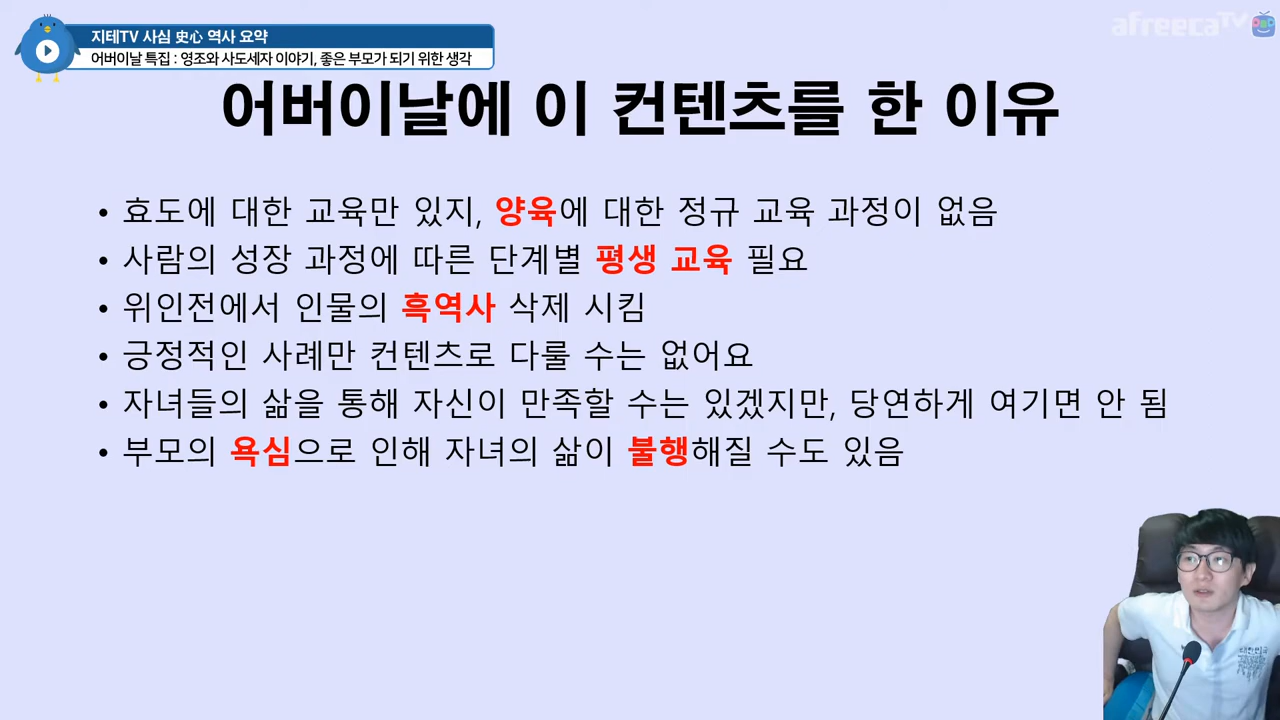 지테TV 사심 史心 역사 요약
어버이날 특집 : 영조와 사도세자 이야기, 좋은 부모가 되기 위한 생각
afreecaTV
어버이날에 이 컨텐츠를 한 이유
• 효도에 대한 교육만 있지, 양육에 대한 정규 교육 과정이 없음
• 사람의 성장 과정에 따른 단계별 평생 교육 필요
• 위인전에서 인물의 흑역사 삭제 시킴
• 긍정적인 사례만 컨텐츠로 다룰 수는 없어요
• 자녀들의 삶을 통해 자신이 만족할 수는 있겠지만, 당연하게 여기면 안 됨
• 부모의 욕심으로 인해 자녀의 삶이 불행해질 수도 있음
대한민국